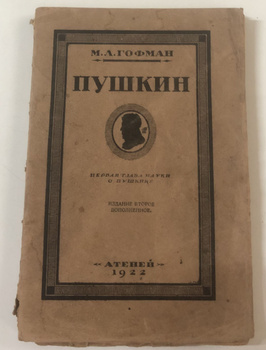 М. Л. ГОФМАН
ПУШКИН
ПЕРВАЯ ГЛАВА НАУКИ
О ПУШКИНЕ
ИЗДАНИЕ ВТОРОЕ
ДОПОЛНЕННОЕ.
АТЕНЕЙ
1922